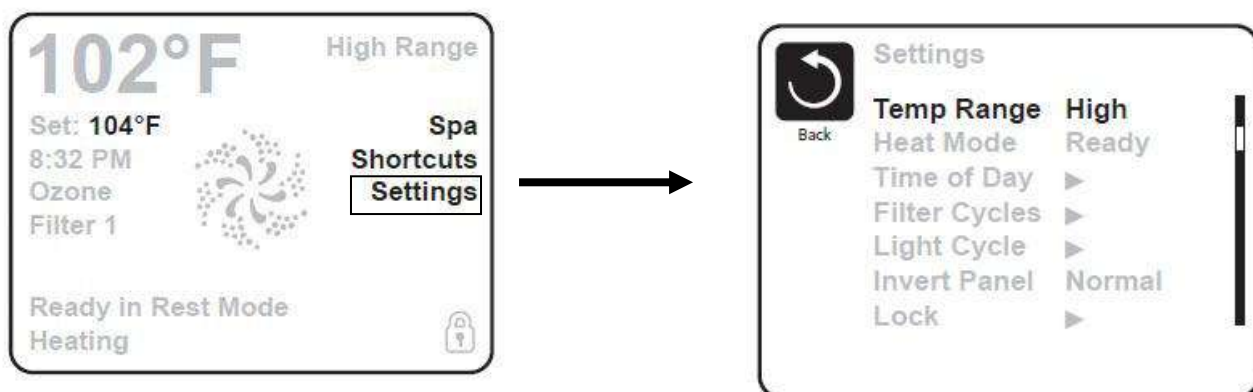 102°F High Range
Set: 104°F Spa
8:32 PM Shortcuts
Ozone Settings
Filter 1
Ready in Rest Mode
Heating
Settings
Back
Temp Range High
Heat Mode Ready
Time of Day ▶
Filter Cycles ▶
Light Cycle ▶
Invert Panel Normal
Lock ▶